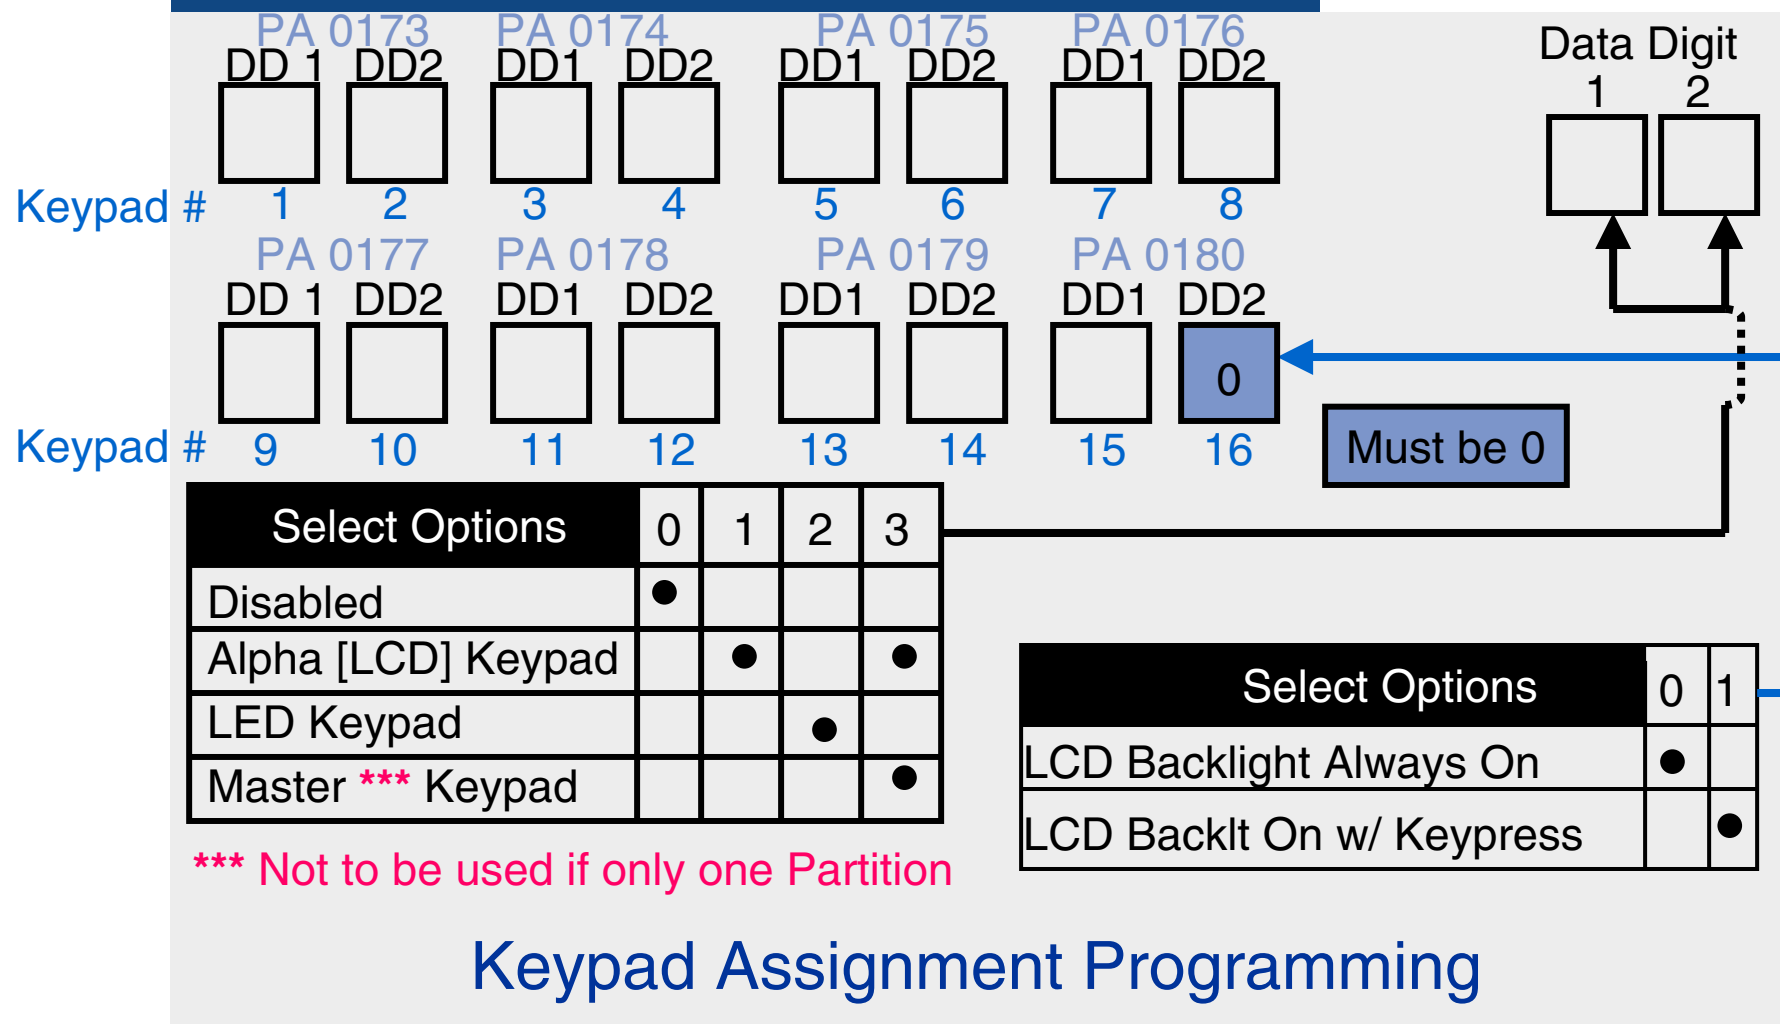 PA 0173 PA 0174 PA 0175 PA 0176
DD 1 DD2 DD1 DD2 DD1 DD2 DD1 DD2
Data Digit
1 2
Keypad # 1 2 3 4 5 6 7 8
PA 0177 PA 0178 PA 0179 PA 0180
DD 1 DD2 DD1 DD2 DD1 DD2 DD1 DD2
0
Keypad # 9 10 11 12 13 14 15 16
Must be 0
Select Options 0 1 2 3
Disabled
Alpha [LCD] Keypad
LED Keypad
Master *** Keypad
*** Not to be used if only one Partition
Select Options 0 1
LCD Backlight Always On
LCD Backlt On w/ Keypress
Keypad Assignment Programming